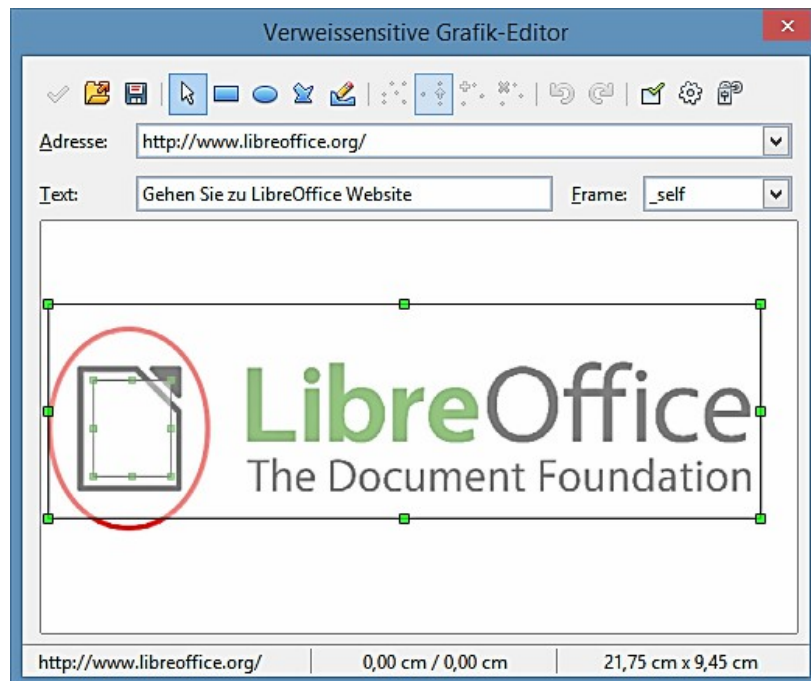 Verweissensitive Grafik-Editor
Adresse: http://www.libreoffice.org/
Text: Gehen Sie zu LibreOffice Website Frame: _self
LibreOffice
The Document Foundation
http://www.libreoffice.org/ 0,00 cm / 0,00 cm 21,75 cm x 9,45 cm